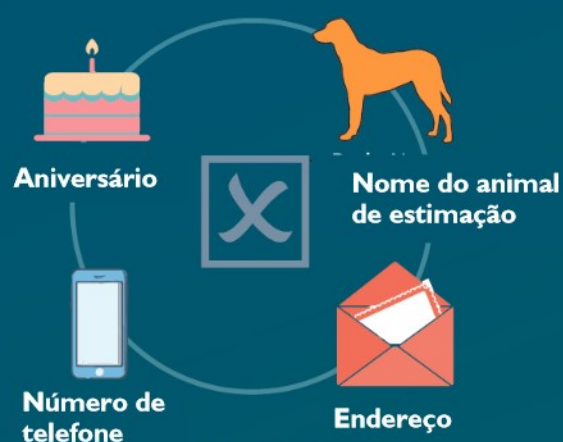 Aniversário
Nome do animal
de estimação
Número de
telefone
Endereço